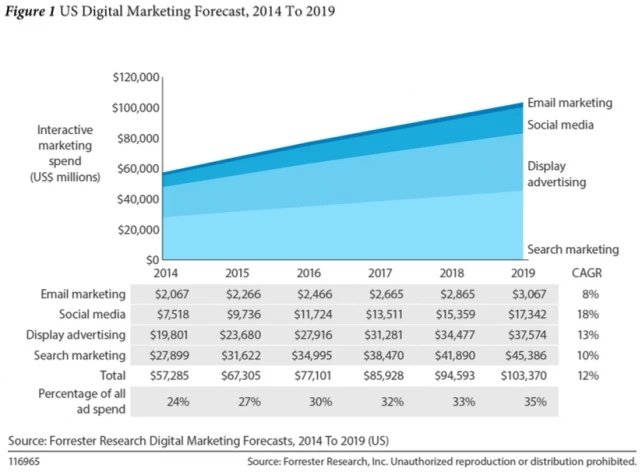 Figure 1 US Digital Marketing Forecast, 2014 To 2019
$120,000
$100,000
$80,000
$60,000
$40,000
$20,000
$0
Interactive
marketing
spend
(US$ millions)
Email marketing
Social media
Display
advertising
Search marketing
2014 2015 2016 2017 2018 2019 CAGR
Email marketing $2,067 $2,266 $2,466 $2,665 $2,865 $3,067 8%
Social media $7,518 $9,736 $11,724 $13,511 $15,359 $17,342 18%
Display advertising $19,801 $23,680 $27,916 $31,281 $34,477 $37,574 13%
Search marketing $27,899 $31,622 $34,995 $38,470 $41,890 $45,386 10%
Total $57,285 $67,305 $77,101 $85,928 $94,593 $103,370 12%
Percentage of all
ad spend 24% 27% 30% 32% 33% 35%
Source: Forrester Research Digital Marketing Forecasts, 2014 To 2019 (US)
116965 Source: Forrester Research, Inc. Unauthorized reproduction or distribution prohibited.